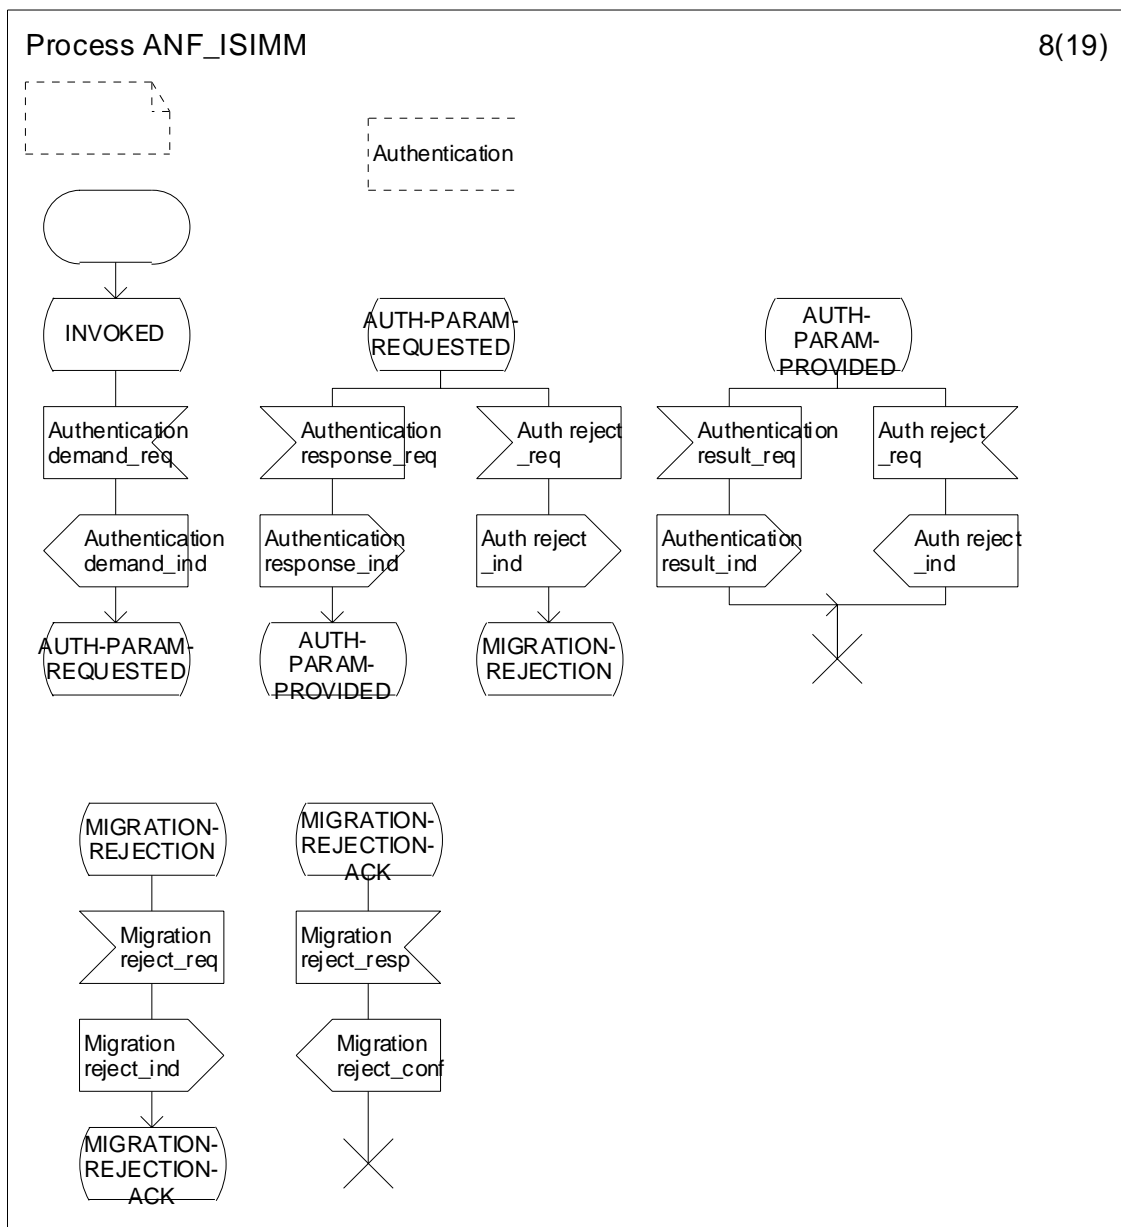 Process ANF_ISIMM
8(19)
Authentication
INVOKED
AUTH-PARAM-
REQUESTED
AUTH-
PARAM-
PROVIDED
Authentication
demand_req
Authentication
response_req
Auth reject
_req
Authentication
result_req
Auth reject
_req
Authentication
demand_ind
Authentication
response_ind
Auth reject
_ind
Authentication
result_ind
Auth reject
_ind
AUTH-PARAM-
REQUESTED
AUTH-
PARAM-
PROVIDED
MIGRATION-
REJECTION
MIGRATION-
REJECTION
MIGRATION-
REJECTION-
ACK
Migration
reject_req
Migration
reject_resp
Migration
reject_ind
Migration
reject_conf
MIGRATION-
REJECTION-
ACK